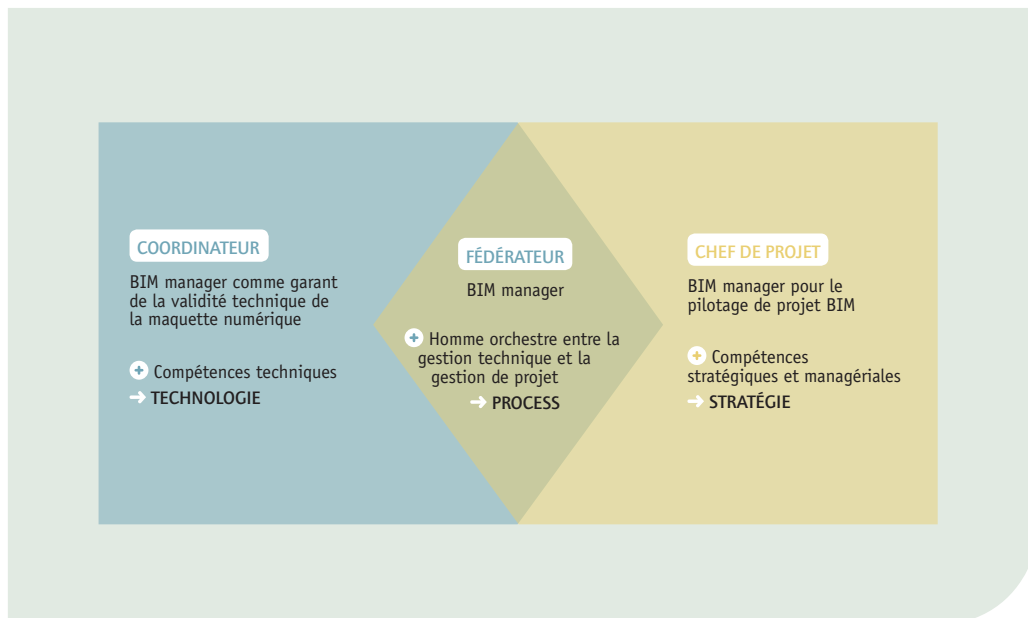 COORDINATEUR
BIM manager comme garant
de la validité technique de
la maquette numérique
+ Compétences techniques
→ TECHNOLOGIE
FÉDÉRATEUR
BIM manager
+ Homme orchestre entre la
gestion technique et la
gestion de projet
→ PROCESS
CHEF DE PROJET
BIM manager pour le
pilotage de projet BIM
+ Compétences
stratégiques et managériales
→ STRATÉGIE